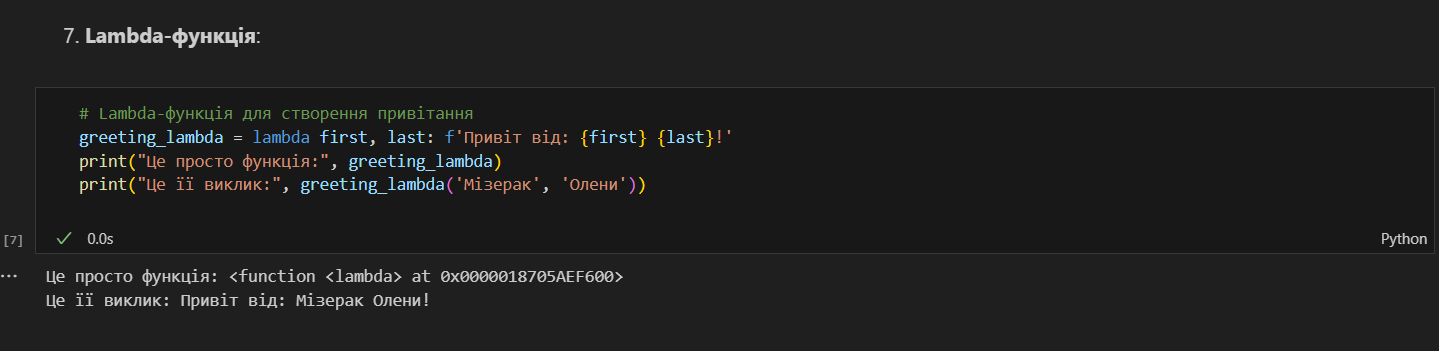 7. Lambda-функція:
# Lambda-функція для створення привітання
greeting_lambda = lambda first, last: f'Привіт від: {first} {last}!'
print("Це просто функція:", greeting_lambda)
print("Це її виклик:", greeting_lambda('Мізерак', 'Олени'))
[7]
0.0s
Python
Це просто функція: <function <lambda> at 0x0000018705AEF600>
Це її виклик: Привіт від: Мізерак Олени!